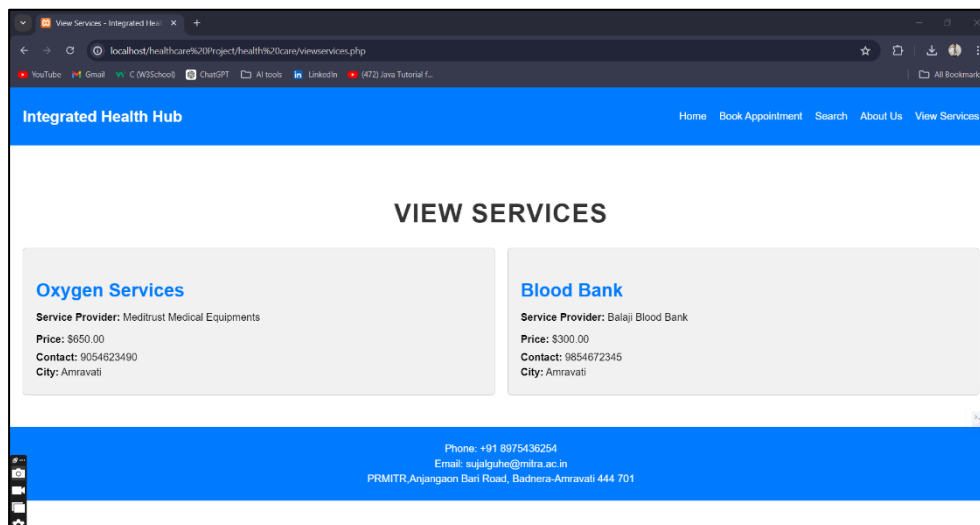 View Services - Integrated Heal
localhost/healthcare%20Project/health%20care/viewservices.php
YouTube Gmail C (W3School) ChatGPT AI tools LinkedIn (472) Java Tutorial f... All Bookmark
Integrated Health Hub Home Book Appointment Search About Us View Services
VIEW SERVICES
Oxygen Services
Service Provider: Meditrust Medical Equipments
Price: $650.00
Contact: 9054623490
City: Amravati
Blood Bank
Service Provider: Balaji Blood Bank
Price: $300.00
Contact: 9854672345
City: Amravati
Phone: +91 8975436254
Email: sujalguhe@mitra.ac.in
PRMITR,Anjangaon Bari Road, Badnera-Amravati 444 701